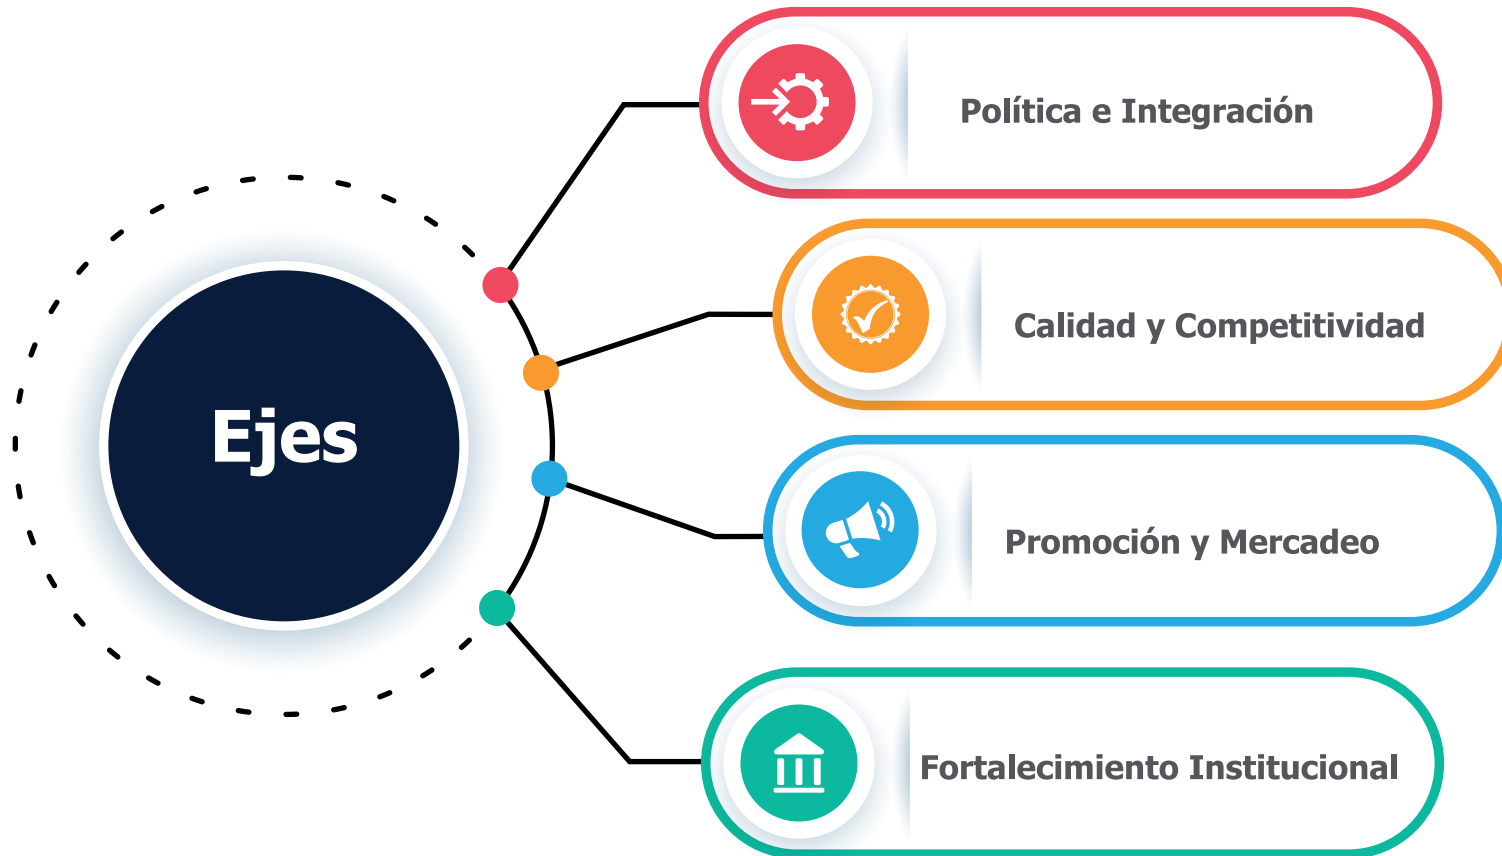 Ejes
Política e Integración
Calidad y Competitividad
Promoción y Mercadeo
Fortalecimiento Institucional